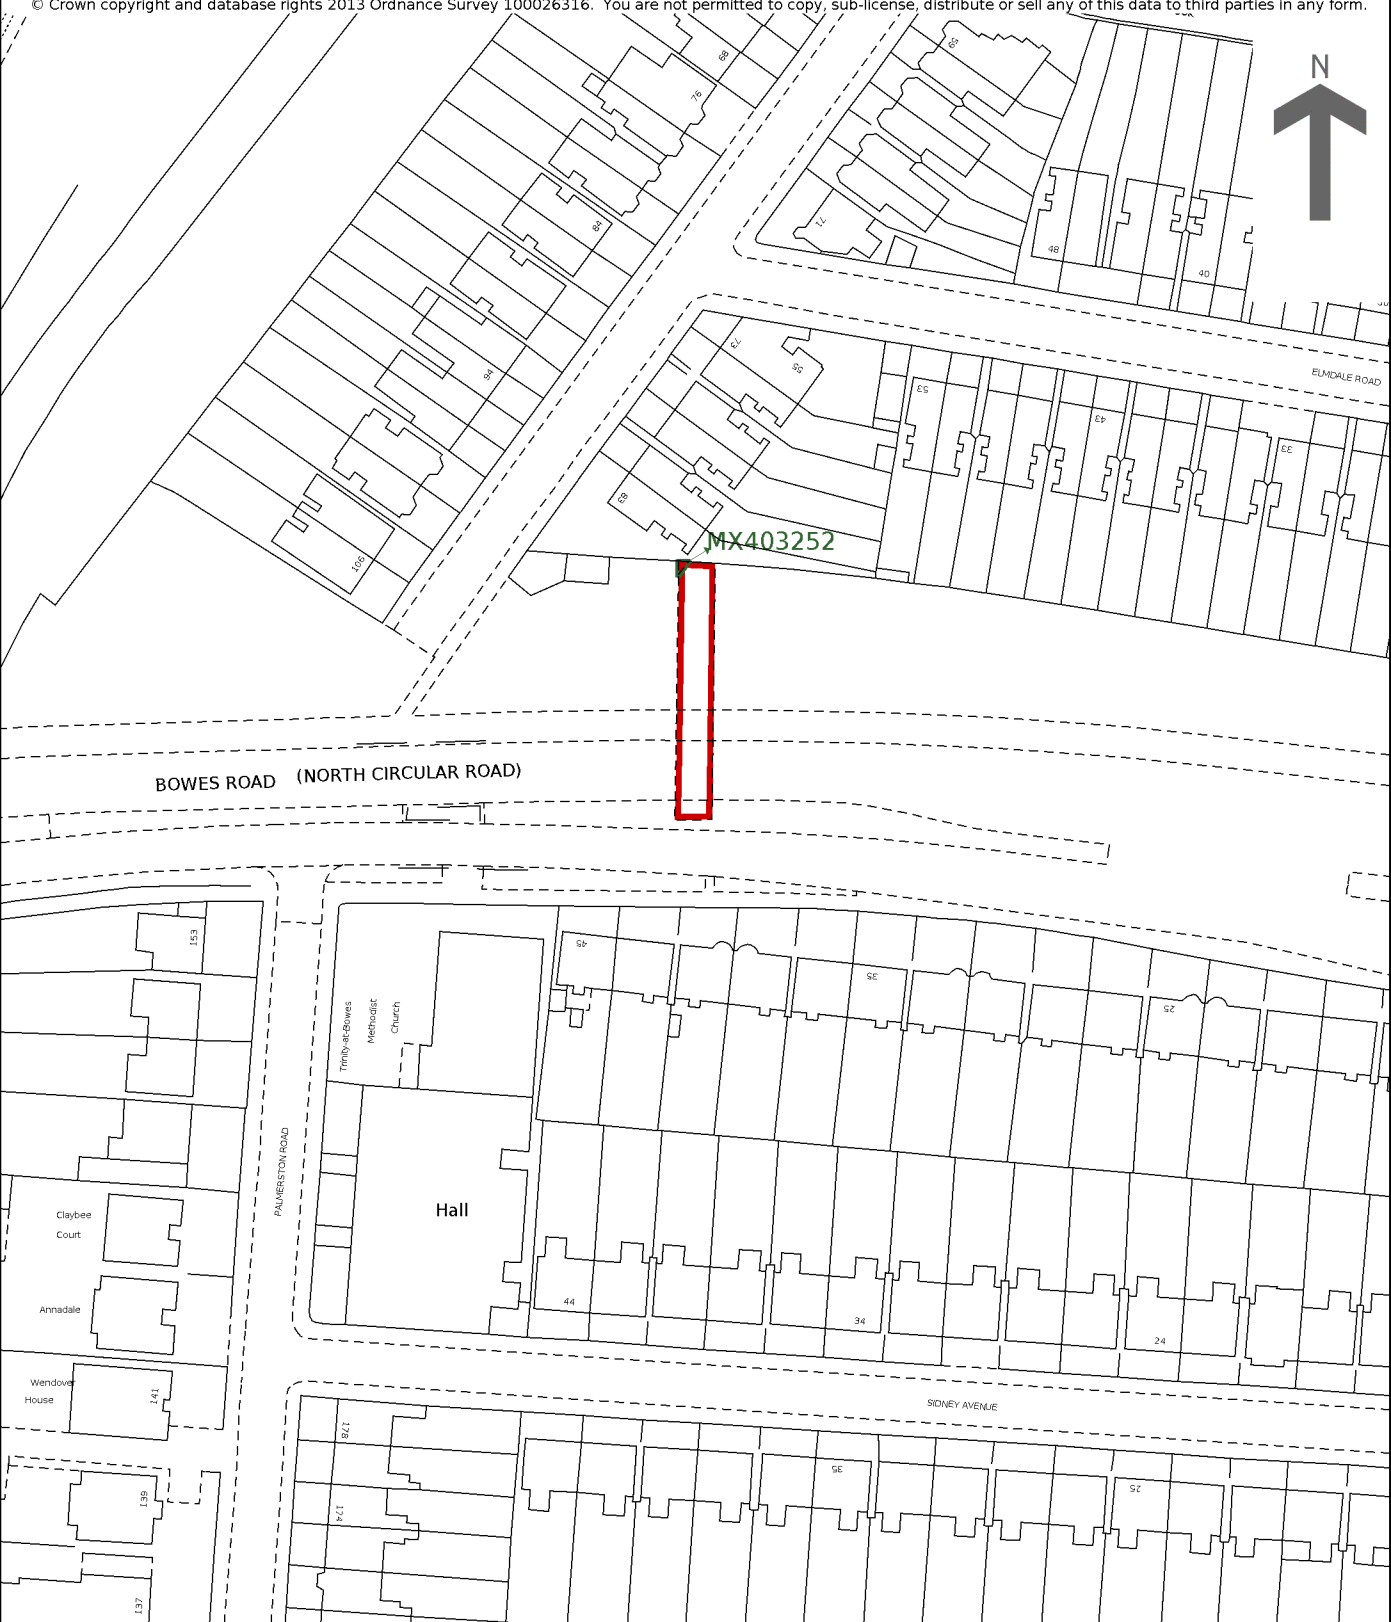 © Crown copyright and database rights 2013 Ordnance Survey 100026316. You are not permitted to copy, sub-license, distribute or sell any of this data to third parties in any form.
N
59
68
76
71
84
48
40
73
55
ELMDALE ROAD
94
53
43
33
83
MX403252
106
BOWES ROAD (NORTH CIRCULAR ROAD)
153
45
35
25
Trinity-at-Bowes
Methodist
Church
PALMERSTON ROAD
Claybee
Court
Hall
Annadale
44
34
24
Wendover
House
141
SIDNEY AVENUE
178
35
25
139
174
137